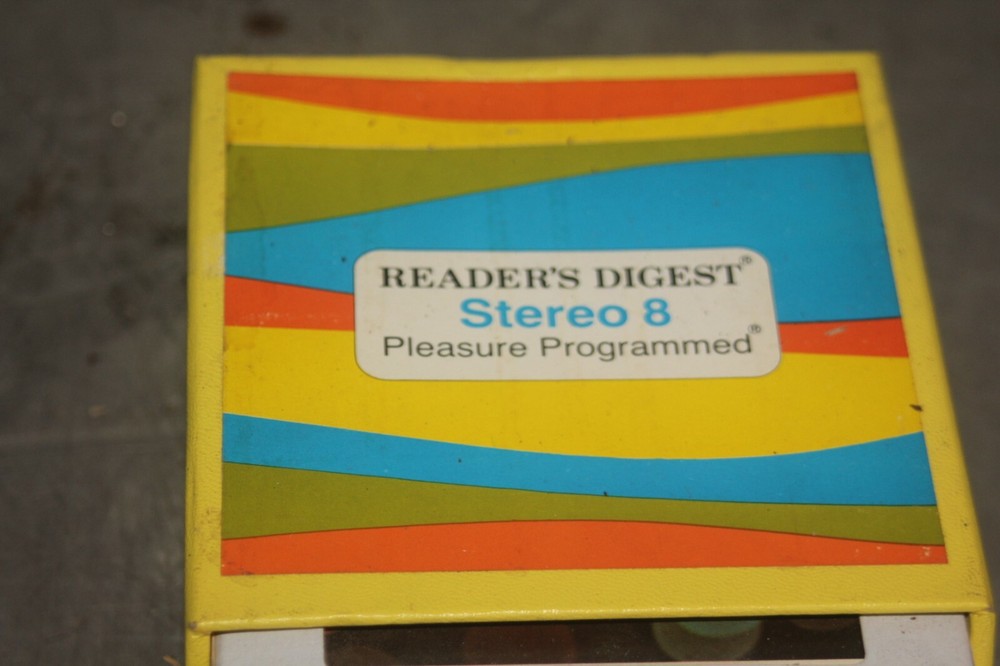 READER'S DIGEST®
Stereo 8
Pleasure Programmed®